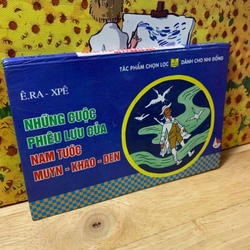 TÁC PHẨM CHỌN LỌC DÀNH CHO NHI ĐỒNG
Ê.RA - XPÊ
NHỮNG CUỘC
PHIÊU LƯU CỦA
NAM TƯỚC
MUYN - KHAO - DEN